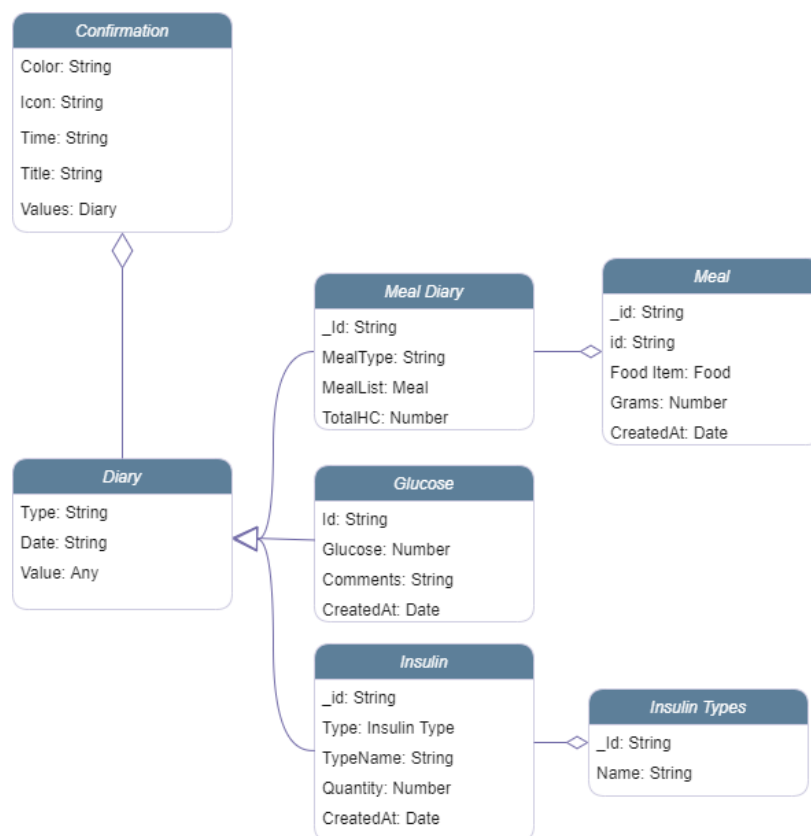 Confirmation
Color: String
Icon: String
Time: String
Title: String
Values: Diary
Meal Diary
_Id: String
MealType: String
MealList: Meal
TotalHC: Number
Meal
_id: String
id: String
Food Item: Food
Grams: Number
CreatedAt: Date
Diary
Type: String
Date: String
Value: Any
Glucose
Id: String
Glucose: Number
Comments: String
CreatedAt: Date
Insulin
_id: String
Type: Insulin Type
TypeName: String
Quantity: Number
CreatedAt: Date
Insulin Types
_Id: String
Name: String